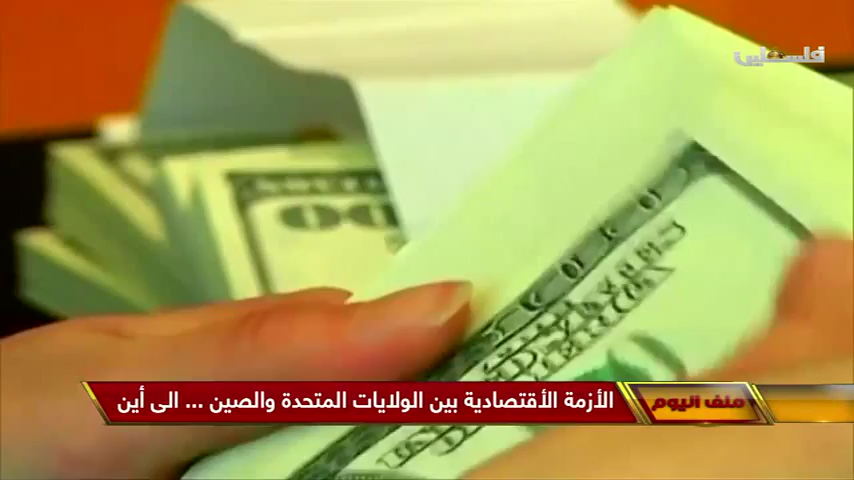 فلسطين
الأزمة الأقتصادية بين الولايات المتحدة والصين ... الى أين
ملف اليوم